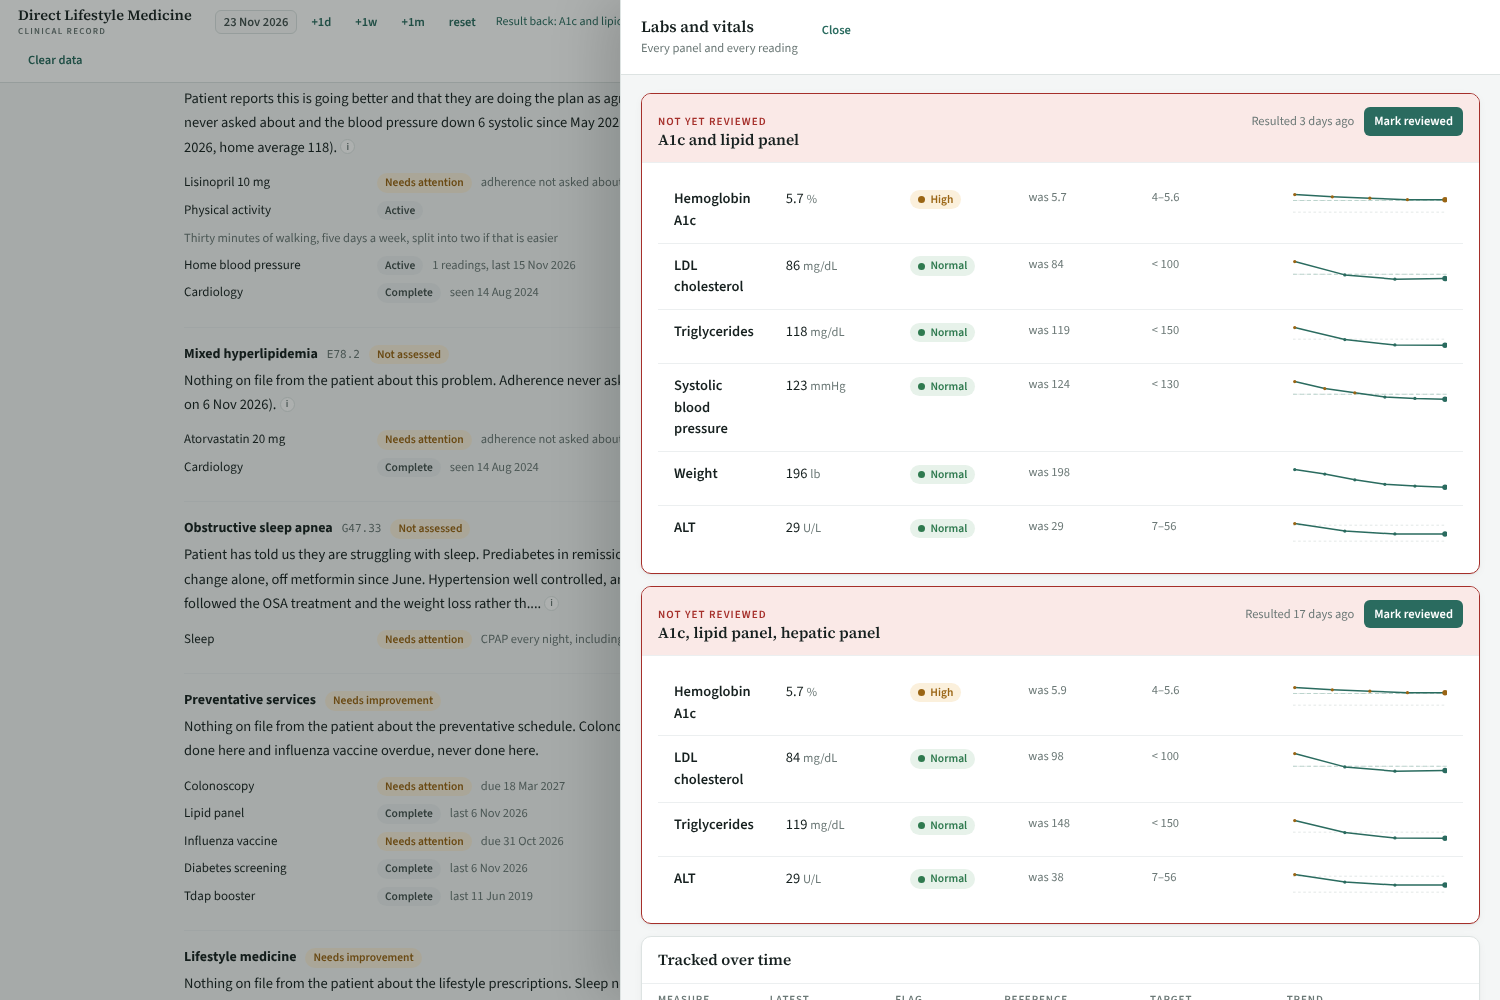 Direct Lifestyle Medicine
CLINICAL RECORD
23 Nov 2026 +1d +1w +1m reset Result back: A1c and lipid
Clear data
Patient reports this is going better and that they are doing the plan as
never asked about and the blood pressure down 6 systolic since May
2026, home average 118). i
Lisinopril 10 mg Needs attention adherence not asked about
Physical activity Active
Thirty minutes of walking, five days a week, split into two if that is easier
Home blood pressure Active 1 readings, last 15 Nov 2026
Cardiology Complete seen 14 Aug 2024
Mixed hyperlipidemia E78.2 Not assessed
Nothing on file from the patient about this problem. Adherence never
on 6 Nov 2026). i
Atorvastatin 20 mg Needs attention adherence not asked about
Cardiology Complete seen 14 Aug 2024
Obstructive sleep apnea G47.33 Not assessed
Patient has told us they are struggling with sleep. Prediabetes in
change alone, off metformin since June. Hypertension well controlled,
followed the OSA treatment and the weight loss rather th.... i
Sleep Needs attention CPAP every night, including
Preventative services Needs improvement
Nothing on file from the patient about the preventative schedule.
done here and influenza vaccine overdue, never done here.
Colonoscopy Needs attention due 18 Mar 2027
Lipid panel Complete last 6 Nov 2026
Influenza vaccine Needs attention due 31 Oct 2026
Diabetes screening Complete last 6 Nov 2026
Tdap booster Complete last 11 Jun 2019
Lifestyle medicine Needs improvement
Nothing on file from the patient about the lifestyle prescriptions. Sleep
Labs and vitals
Every panel and every reading
Close
NOT YET REVIEWED
A1c and lipid panel
Resulted 3 days ago Mark reviewed
Hemoglobin A1c 5.7 % High was 5.7 4–5.6
LDL cholesterol 86 mg/dL Normal was 84 < 100
Triglycerides 118 mg/dL Normal was 119 < 150
Systolic blood pressure 123 mmHg Normal was 124 < 130
Weight 196 lb Normal was 198
ALT 29 U/L Normal was 29 7–56
NOT YET REVIEWED
A1c, lipid panel, hepatic panel
Resulted 17 days ago Mark reviewed
Hemoglobin A1c 5.7 % High was 5.9 4–5.6
LDL cholesterol 84 mg/dL Normal was 98 < 100
Triglycerides 119 mg/dL Normal was 148 < 150
ALT 29 U/L Normal was 38 7–56
Tracked over time
MEASURE LATEST FLAG REFERENCE TARGET TREND